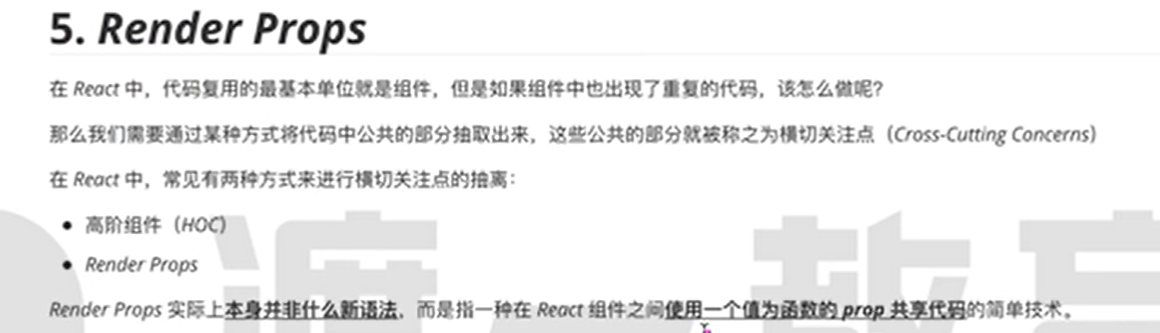 5. Render Props
在 React 中，代码复用的最基本单位就是组件，但是如果组件中也出现了重复的代码，该怎么做呢？
那么我们需要通过某种方式将代码中公共的部分抽取出来，这些公共的部分就被称之为横切关注点（Cross-Cutting Concerns）
在 React 中，常见有两种方式来进行横切关注点的抽离：
高阶组件（HOC）
Render Props
Render Props 实际上本身并非什么新语法，而是指一种在 React 组件之间使用一个值为函数的 prop 共享代码的简单技术。